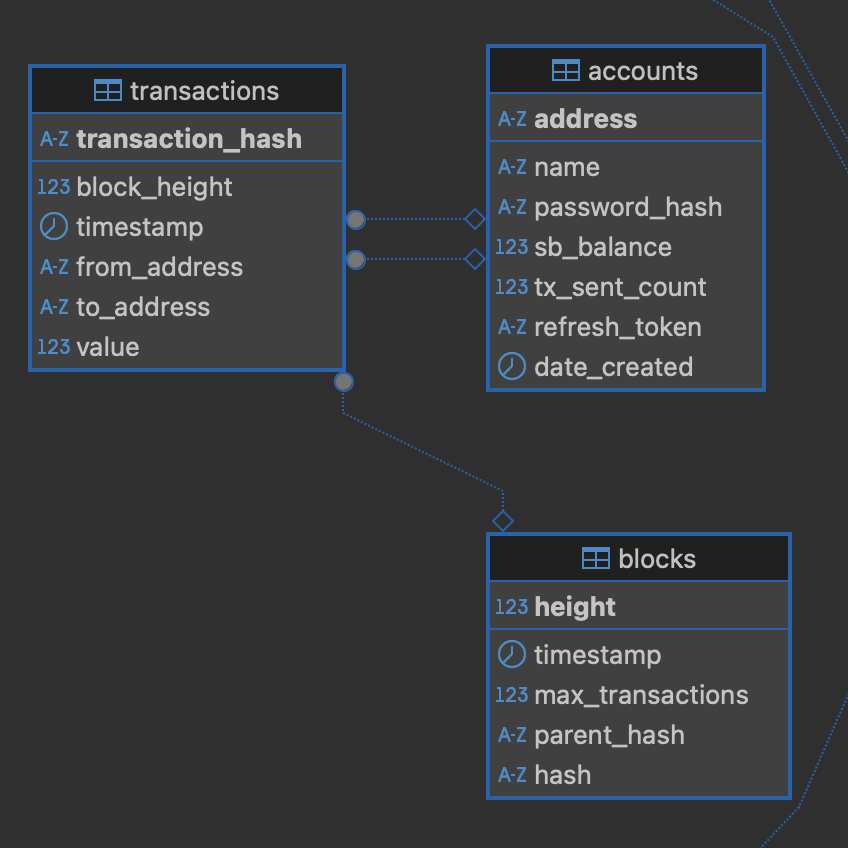 transactions
A-Z transaction_hash
123 block_height
timestamp
A-Z from_address
A-Z to_address
123 value
accounts
A-Z address
A-Z name
A-Z password_hash
123 sb_balance
123 tx_sent_count
A-Z refresh_token
date_created
blocks
123 height
timestamp
123 max_transactions
A-Z parent_hash
A-Z hash